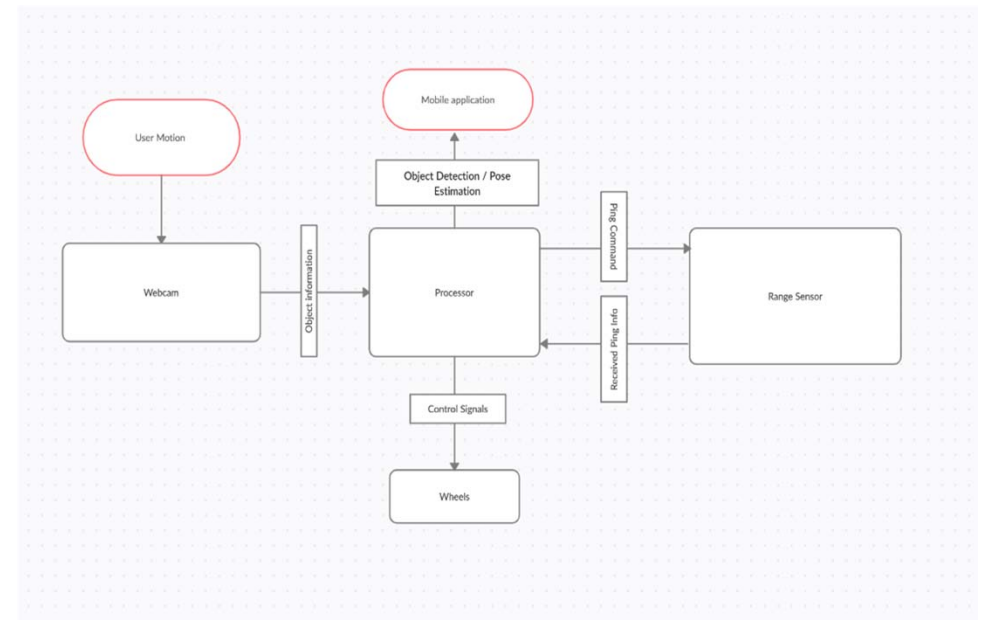 Mobile application
User Motion
Object Detection / Pose
Estimation
Ping Command
Object information
Webcam
Processor
Range Sensor
Received Ping Info
Control Signals
Wheels